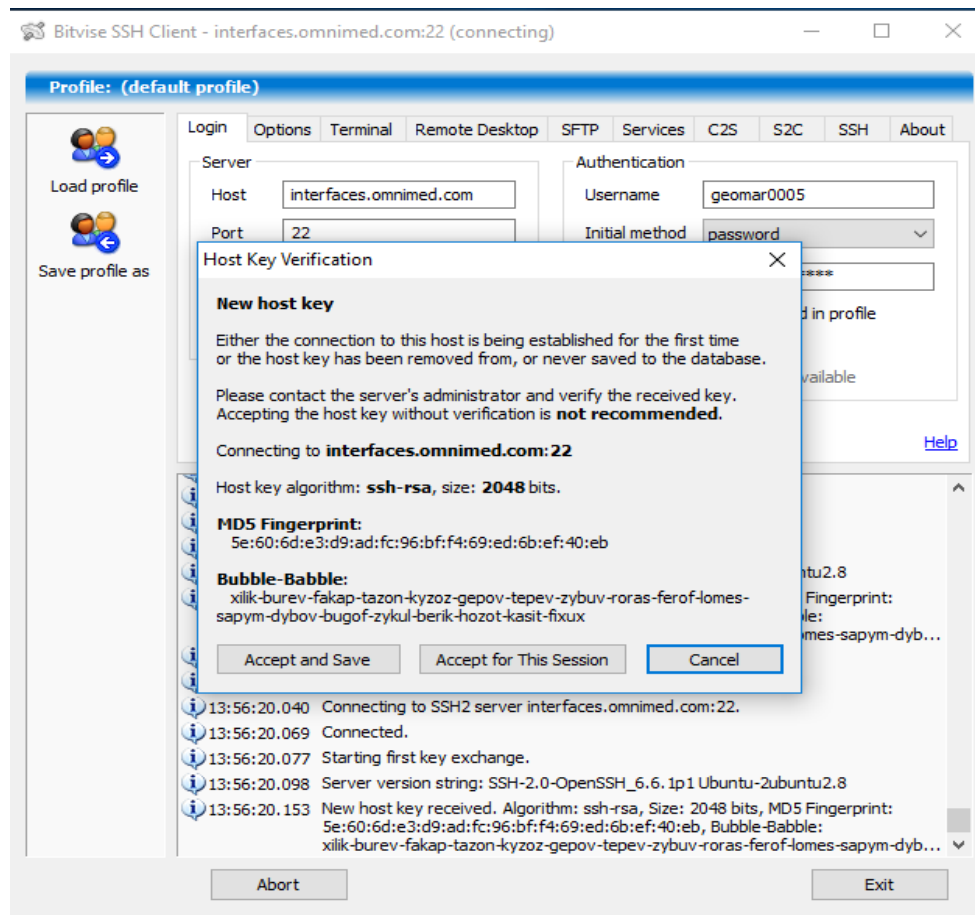 Bitvise SSH Client - interfaces.omnimed.com:22 (connecting)
Profile: (default profile)
Load profile
Save profile as
Login Options Terminal Remote Desktop SFTP Services C2S S2C SSH About
Server
Host interfaces.omnimed.com
Port 22
Authentication
Username geomar0005
Initial method password
****
d in profile
vailable
Help
Host Key Verification
New host key
Either the connection to this host is being established for the first time
or the host key has been removed from, or never saved to the database.
Please contact the server's administrator and verify the received key.
Accepting the host key without verification is not recommended.
Connecting to interfaces.omnimed.com:22
Host key algorithm: ssh-rsa, size: 2048 bits.
MD5 Fingerprint:
5e:60:6d:e3:d9:ad:fc:96:bf:f4:69:ed:6b:ef:40:eb
Bubble-Babble:
xilik-burev-fakap-tazon-kyzoz-gepov-tepev-zybuv-roras-ferof-lomes-
sapym-dybov-bugof-zykul-berik-hozot-kasit-fixux
Accept and Save Accept for This Session Cancel
ntu2.8
Fingerprint:
le:
omes-sapym-dyb...
13:56:20.040 Connecting to SSH2 server interfaces.omnimed.com:22.
13:56:20.069 Connected.
13:56:20.077 Starting first key exchange.
13:56:20.098 Server version string: SSH-2.0-OpenSSH_6.6.1p1 Ubuntu-2ubuntu2.8
13:56:20.153 New host key received. Algorithm: ssh-rsa, Size: 2048 bits, MD5 Fingerprint:
5e:60:6d:e3:d9:ad:fc:96:bf:f4:69:ed:6b:ef:40:eb, Bubble-Babble:
xilik-burev-fakap-tazon-kyzoz-gepov-tepev-zybuv-roras-ferof-lomes-sapym-dyb...
Abort Exit